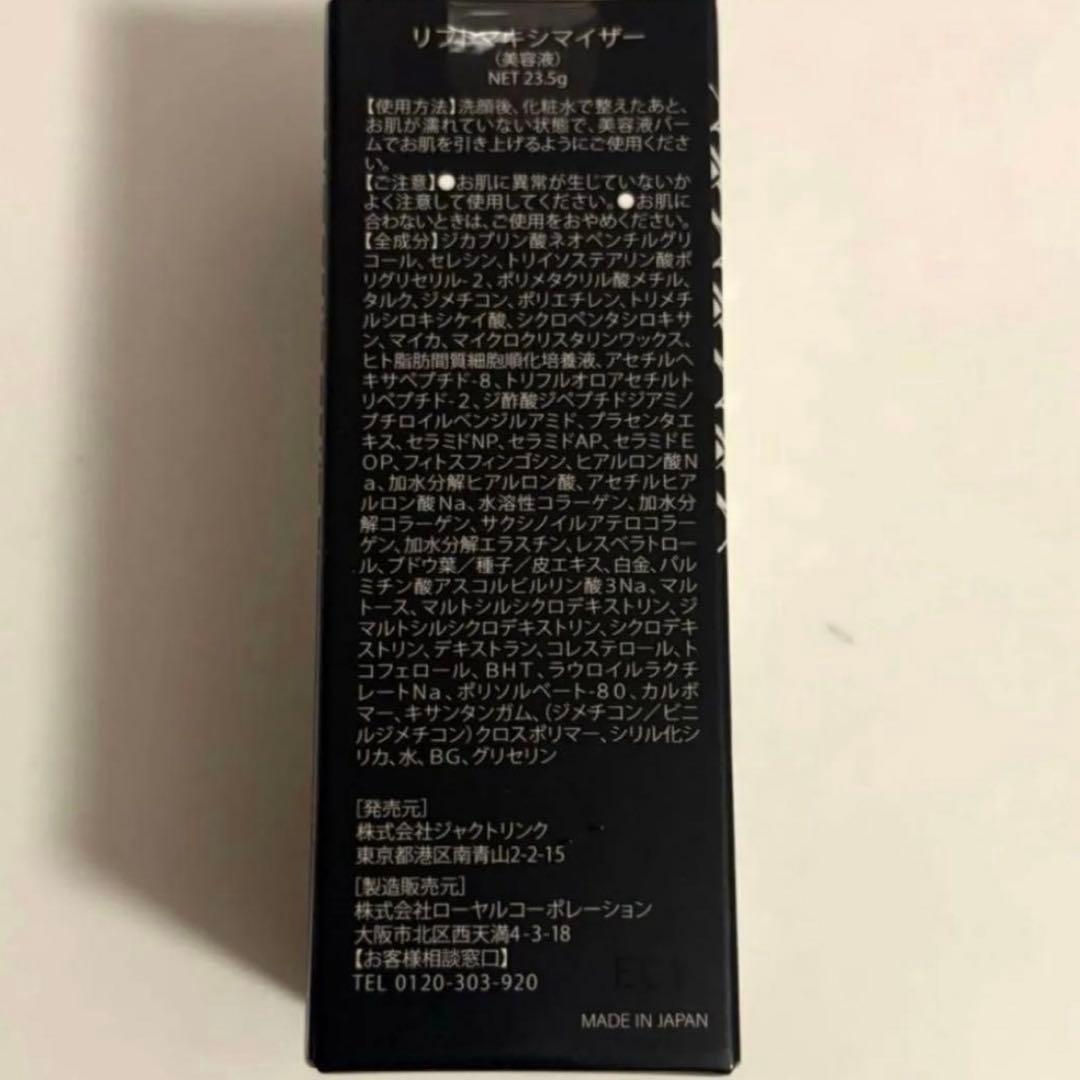 リフトマキシマイザー
(美容液)
NET 23.5g
【使用方法】洗顔後、化粧水で整えたあと、
お肌が濡れていない状態で、美容液バー
ムでお肌を引き上げるようにご使用くださ
い。
【ご注意】●お肌に異常が生じていないか
よく注意して使用してください。●お肌に
合わないときは、ご使用をおやめください。
【全成分】ジカプリン酸ネオペンチルグリ
コール、セレシン、トリイソステアリン酸ポ
リグリセリル-2、ポリメタクリル酸メチル、
タルク、ジメチコン、ポリエチレン、トリメチ
ルシロキシケイ酸、シクロペンタシロキサ
ン、マイカ、マイクロクリスタリンワックス、
ヒト脂肪間質細胞順化培養液、アセチルヘ
キサペプチド-8、トリフルオロアセチルト
リペプチド-2、ジ酢酸ジペプチドジアミノ
ブチロイルベンジルアミド、プラセンタエ
キス、セラミドNP、セラミドAP、セラミドE
OP、フィトスフィンゴシン、ヒアルロン酸N
a、加水分解ヒアルロン酸、アセチルヒア
ルロン酸Na、水溶性コラーゲン、加水分
解コラーゲン、サクシノイルアテロコラー
ゲン、加水分解エラスチン、レスベラトロー
ル、ブドウ葉/種子/皮エキス、白金、パル
ミチン酸アスコルビルリン酸3Na、マル
トース、マルトシルシクロデキストリン、ジ
マルトシルシクロデキストリン、シクロデキ
ストリン、デキストラン、コレステロール、ト
コフェロール、BHT、ラウロイルラクチ
レートNa、ポリソルベート-80、カルボ
マー、キサンタンガム、(ジメチコン/ビニ
ルジメチコン)クロスポリマー、シリル化シ
リカ、水、BG、グリセリン
[発売元]
株式会社ジャクトリンク
東京都港区南青山2-2-15
[製造販売元]
株式会社ローヤルコーポレーション
大阪市北区西天満4-3-18
【お客様相談窓口】
TEL 0120-303-920
MADE IN JAPAN